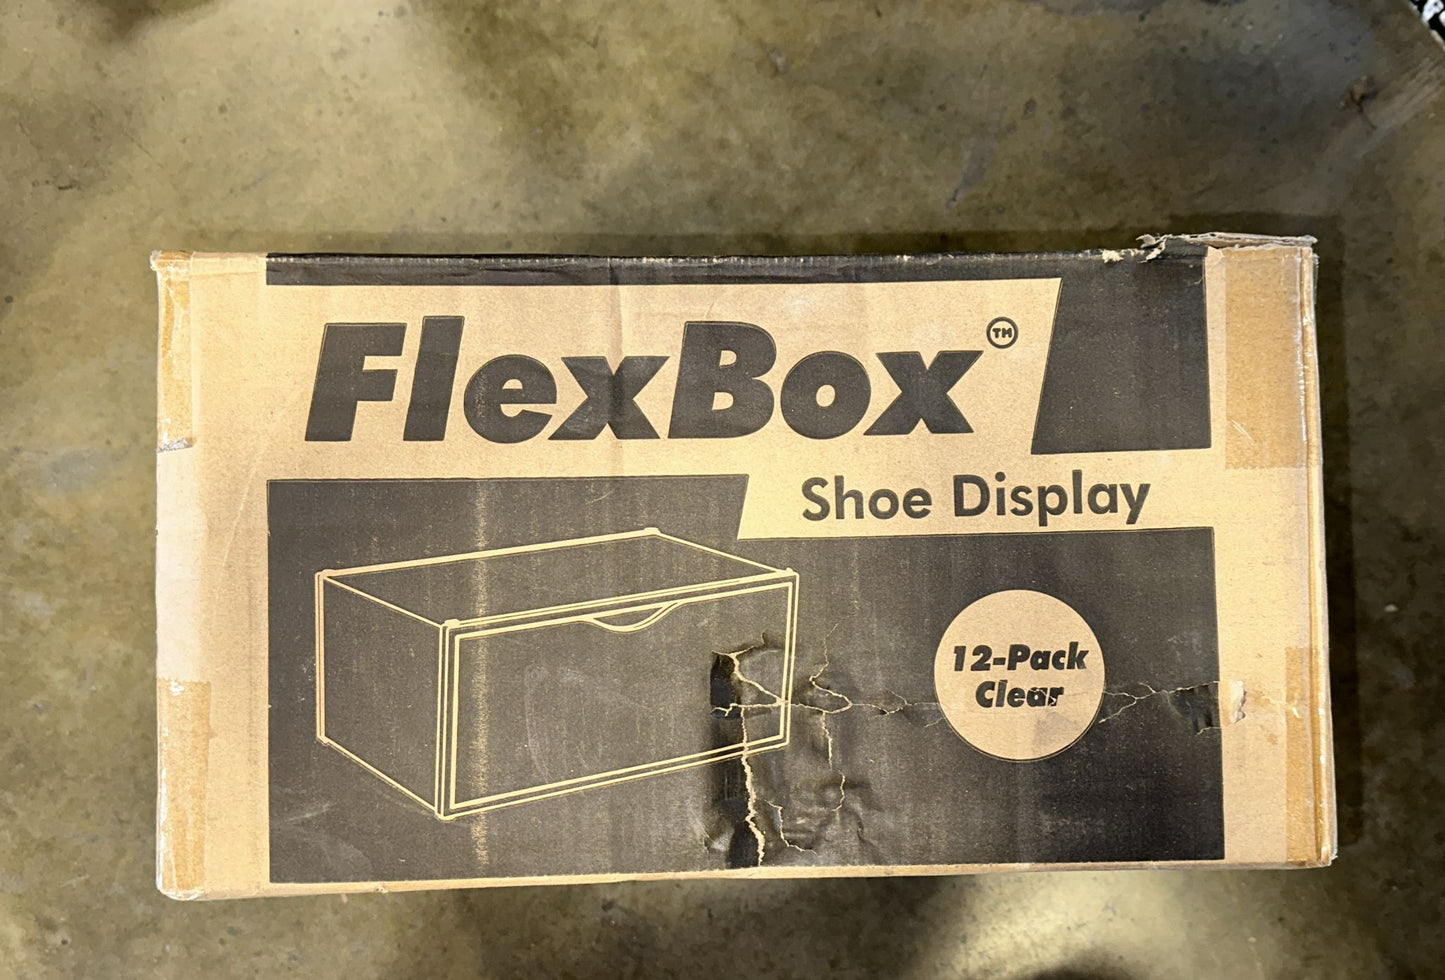 FlexBox™
Shoe Display
12-Pack
Clear